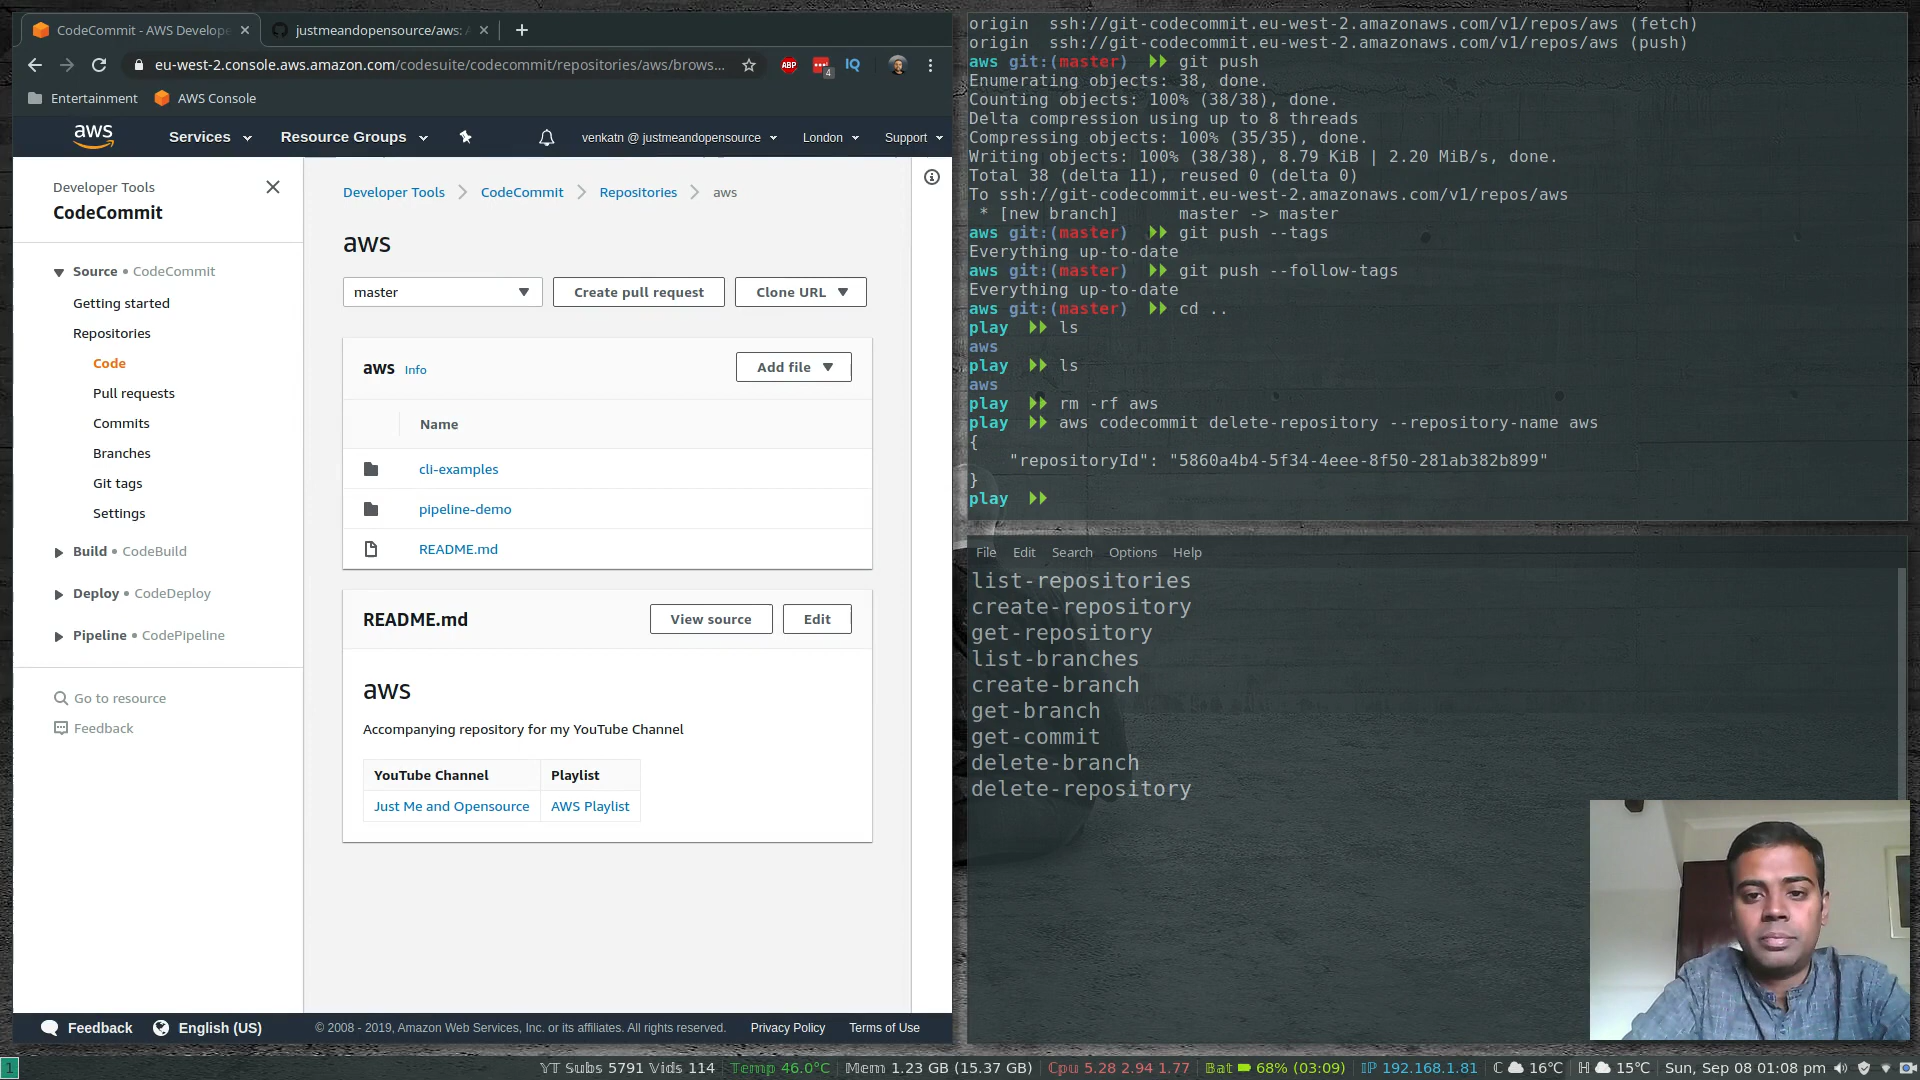 CodeCommit - AWS Develope
justmeandopensource/aws: A
eu-west-2.console.aws.amazon.com/codesuite/codecommit/repositories/aws/brows...
ABP
4
IQ
Entertainment
AWS Console
aws
Services
Resource Groups
venkatn @ justmeandopensource
London
Support
Developer Tools
CodeCommit
Source • CodeCommit
Getting started
Repositories
Code
Pull requests
Commits
Branches
Git tags
Settings
Build • CodeBuild
Deploy • CodeDeploy
Pipeline • CodePipeline
Go to resource
Feedback
Developer Tools
CodeCommit
Repositories
aws
aws
master
Create pull request
Clone URL
aws Info
Add file
Name
cli-examples
pipeline-demo
README.md
README.md
View source
Edit
aws
Accompanying repository for my YouTube Channel
YouTube Channel
Playlist
Just Me and Opensource
AWS Playlist
Feedback
English (US)
© 2008 - 2019, Amazon Web Services, Inc. or its affiliates. All rights reserved.
Privacy Policy
Terms of Use
origin ssh://git-codecommit.eu-west-2.amazonaws.com/v1/repos/aws (fetch)
origin ssh://git-codecommit.eu-west-2.amazonaws.com/v1/repos/aws (push)
aws git:(master) git push
Enumerating objects: 38, done.
Counting objects: 100% (38/38), done.
Delta compression using up to 8 threads
Compressing objects: 100% (35/35), done.
Writing objects: 100% (38/38), 8.79 KiB | 2.20 MiB/s, done.
Total 38 (delta 11), reused 0 (delta 0)
To ssh://git-codecommit.eu-west-2.amazonaws.com/v1/repos/aws
* [new branch] master -> master
aws git:(master) git push --tags
Everything up-to-date
aws git:(master) git push --follow-tags
Everything up-to-date
aws git:(master) cd ..
play ls
aws
play ls
aws
play rm -rf aws
play aws codecommit delete-repository --repository-name aws
{
"repositoryId": "5860a4b4-5f34-4eee-8f50-281ab382b899"
}
play
File Edit Search Options Help
list-repositories
create-repository
get-repository
list-branches
create-branch
get-branch
get-commit
delete-branch
delete-repository
1
YT Subs 5791 Vids 114 | Temp 46.0°C | Mem 1.23 GB (15.37 GB) | Cpu 5.28 2.94 1.77 | Bat 68% (03:09) | IP 192.168.1.81 | C 16°C | H 15°C | Sun, Sep 08 01:08 pm